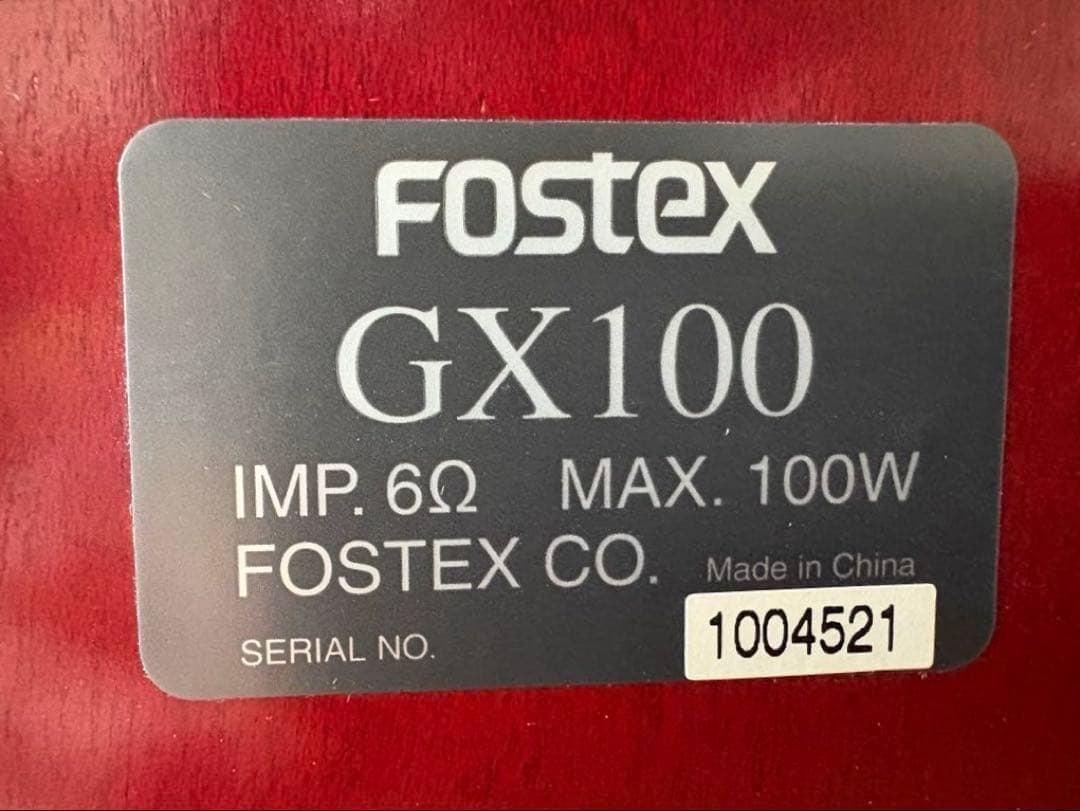 FOSTEX
GX100
IMP. 6Ω MAX. 100W
FOSTEX CO. Made in China
SERIAL NO. 1004521